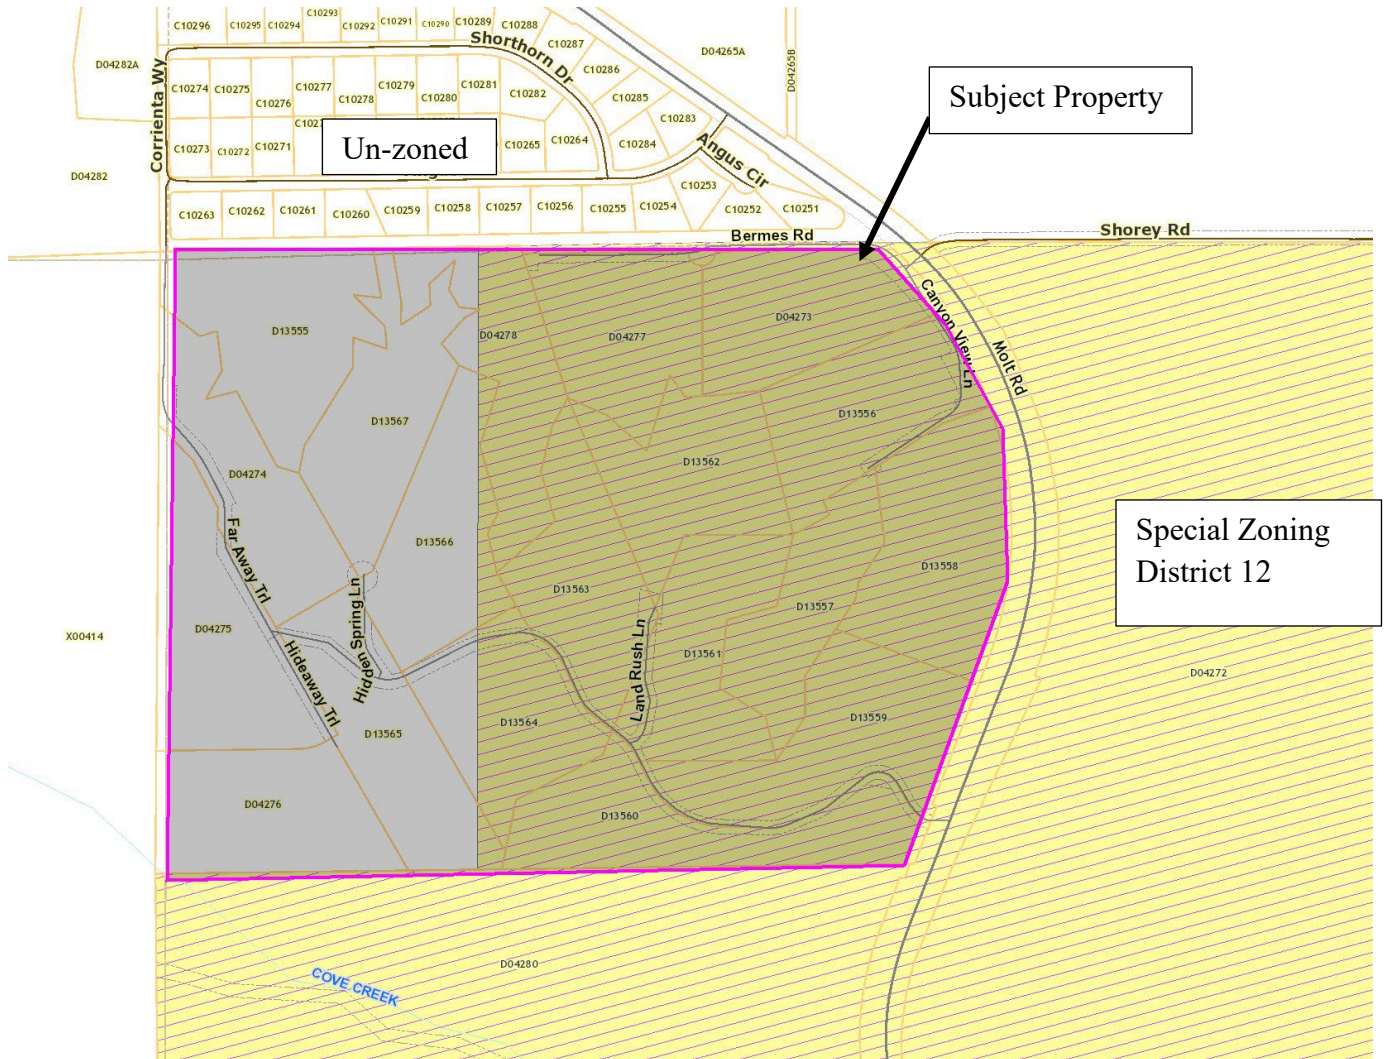 C10296
C10295
C10294
C10293
C10292
C10291
C10290
C10289
C10288
C10287
C10286
C10285
C10283
C10284
Shorthorn Dr
D04282A
D04265A
D04265B
Corrienta Wy
C10274
C10275
C10276
C10277
C10278
C10279
C10280
C10281
C10282
Subject Property
C10273
C10272
C10271
Un-zoned
C10265
C10264
Angus Cir
D04282
C10253
C10263
C10262
C10261
C10260
C10259
C10258
C10257
C10256
C10255
C10254
C10252
C10251
Bermes Rd
Shorey Rd
Canyon View Ln
Molt Rd
D13555
D04278
D04277
D04273
D13567
D13556
D04274
D13562
Far Away Trl
D13566
D13563
D13558
Special Zoning
District 12
D13557
X00414
D04275
Hidden Spring Ln
Hideaway Trl
Land Rush Ln
D13561
D04272
D13565
D13564
D13559
D04276
D13560
D04280
COVE CREEK